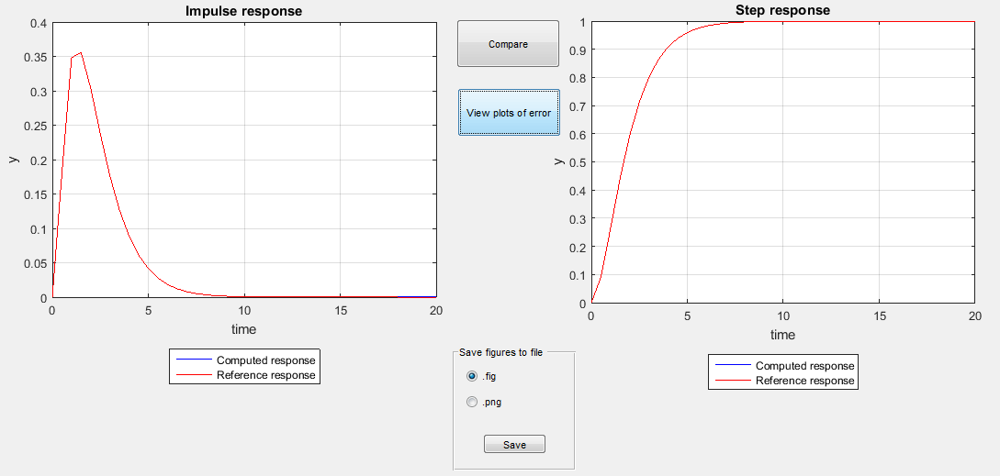 Impulse response
0.4
0.35
0.3
0.25
0.2
0.15
0.1
0.05
0
y
0
5
10
15
20
time
Computed response
Reference response
Compare
View plots of error
Save figures to file
.fig
.png
Save
Step response
1
0.9
0.8
0.7
0.6
0.5
0.4
0.3
0.2
0.1
0
y
0
5
10
15
20
time
Computed response
Reference response